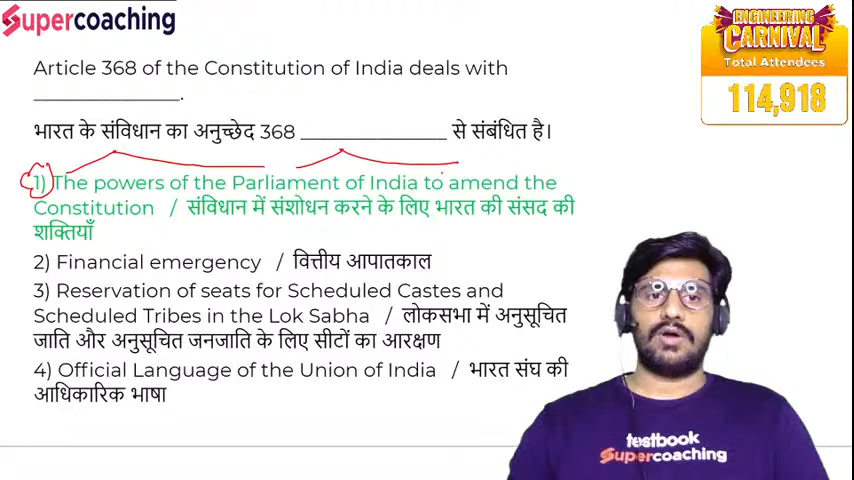 Supercoaching
ENGINEERING
CARNIVAL
Total Attendees
114,918
Article 368 of the Constitution of India deals with
_______________.
भारत के संविधान का अनुच्छेद 368 _______________ से संबंधित है।
1) The powers of the Parliament of India to amend the
Constitution / संविधान में संशोधन करने के लिए भारत की संसद की
शक्तियाँ
2) Financial emergency / वित्तीय आपातकाल
3) Reservation of seats for Scheduled Castes and
Scheduled Tribes in the Lok Sabha / लोकसभा में अनुसूचित
जाति और अनुसूचित जनजाति के लिए सीटों का आरक्षण
4) Official Language of the Union of India / भारत संघ की
आधिकारिक भाषा
testbook
Supercoaching